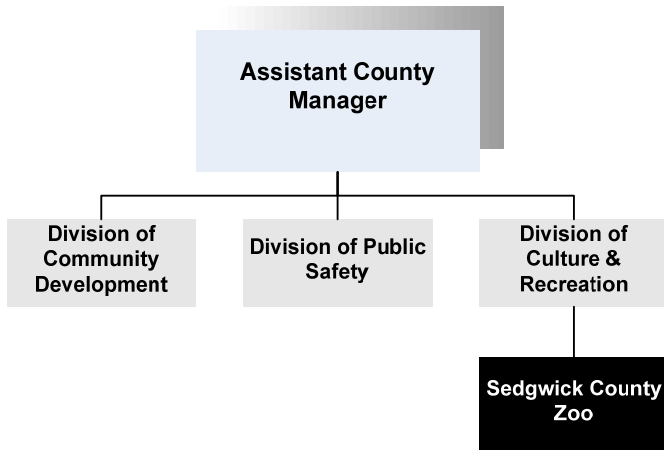 Assistant County
Manager
Division of
Community
Development
Division of Public
Safety
Division of
Culture &
Recreation
Sedgwick County
Zoo